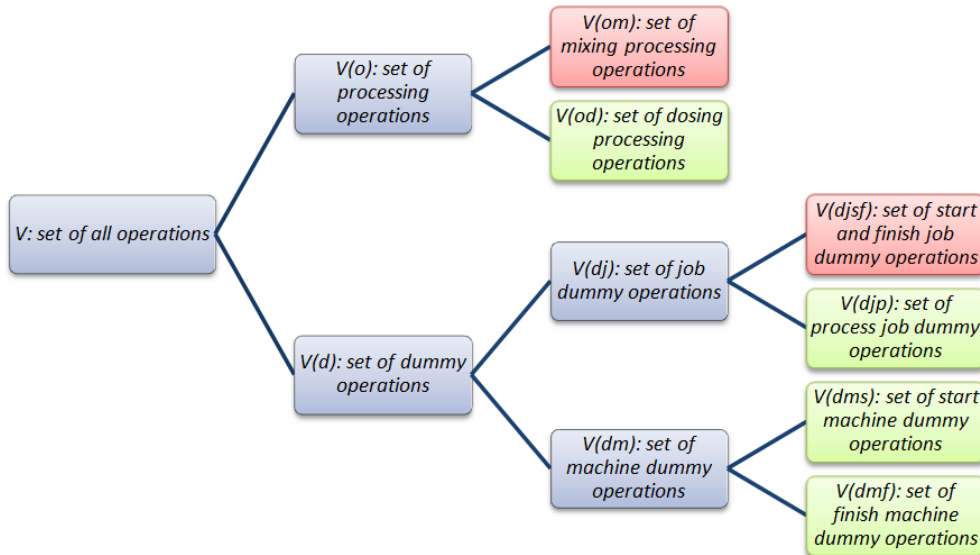 V(om): set of
mixing processing
operations
V(o): set of
processing
operations
V(od): set of dosing
processing
operations
V: set of all operations
V(djsf): set of start
and finish job
dummy operations
V(dj): set of job
dummy operations
V(djp): set of
process job dummy
operations
V(d): set of dummy
operations
V(dms): set of start
machine dummy
operations
V(dm): set of
machine dummy
operations
V(dmf): set of
finish machine
dummy operations